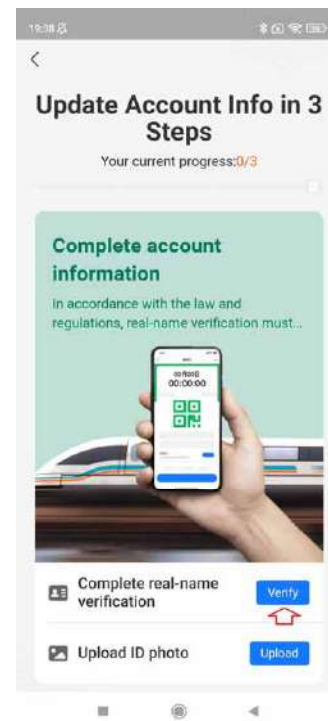 19:38
Update Account Info in 3
Steps
Your current progress:0/3
Complete account
information
In accordance with the law and
regulations, real-name verification must...
00:00:00
Complete real-name
verification
Verify
Upload ID photo
Upload